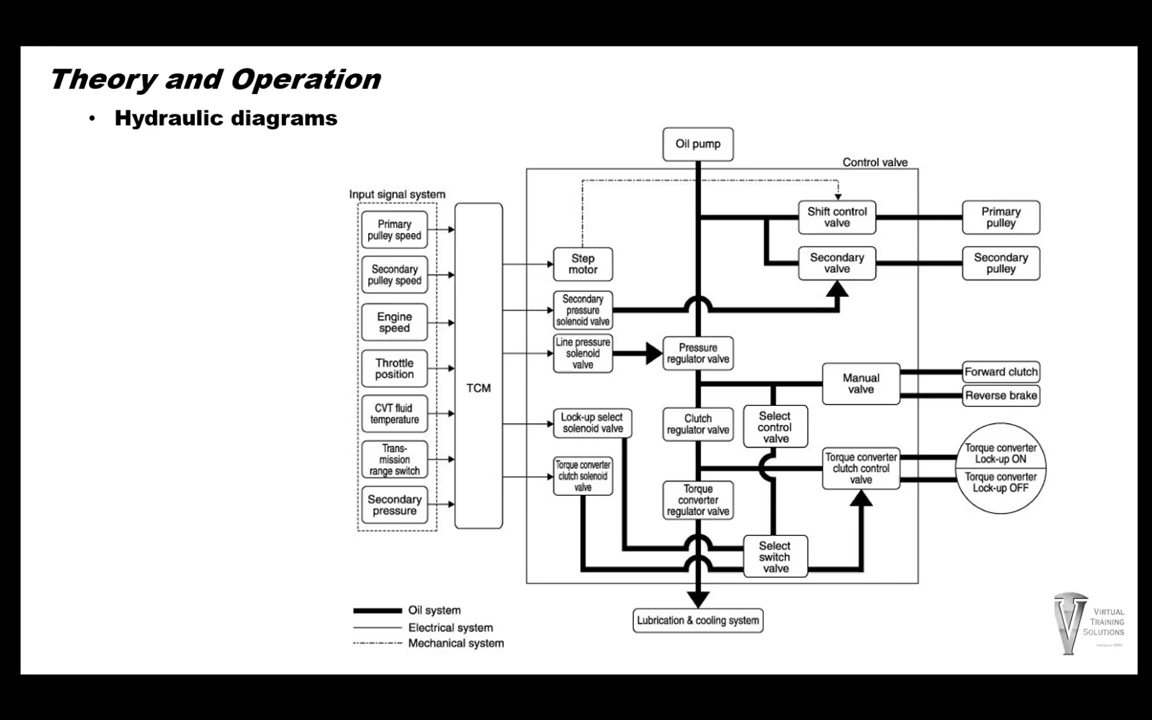 Theory and Operation
• Hydraulic diagrams
Oil pump
Control valve
Input signal system
Primary
pulley speed
Secondary
pulley speed
Engine
speed
Throttle
position
CVT fluid
temperature
Trans-
mission
range switch
Secondary
pressure
TCM
Step
motor
Secondary
pressure
solenoid valve
Line pressure
solenoid
valve
Lock-up select
solenoid valve
Torque converter
clutch solenoid
valve
Pressure
regulator valve
Clutch
regulator valve
Torque
converter
regulator valve
Select
control
valve
Select
switch
valve
Shift control
valve
Secondary
valve
Manual
valve
Torque converter
clutch control
valve
Primary
pulley
Secondary
pulley
Forward clutch
Reverse brake
Torque converter
Lock-up ON
Torque converter
Lock-up OFF
Lubrication & cooling system
Oil system
Electrical system
Mechanical system
V
VIRTUAL
TRAINING
SOLUTIONS